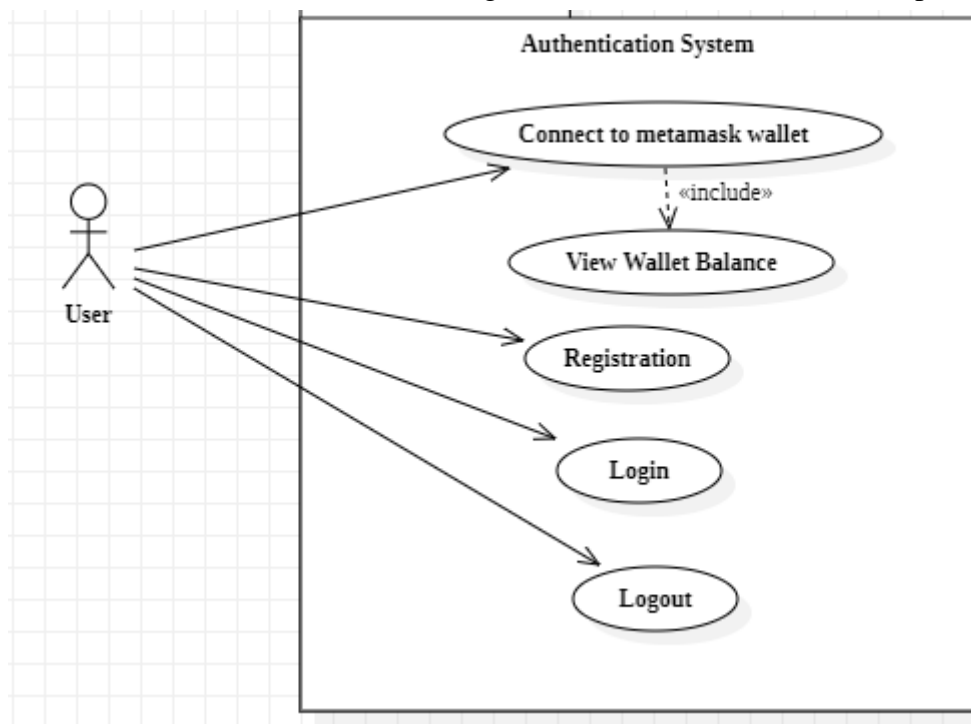 Authentication System
Connect to metamask wallet
«include»
View Wallet Balance
User
Registration
Login
Logout